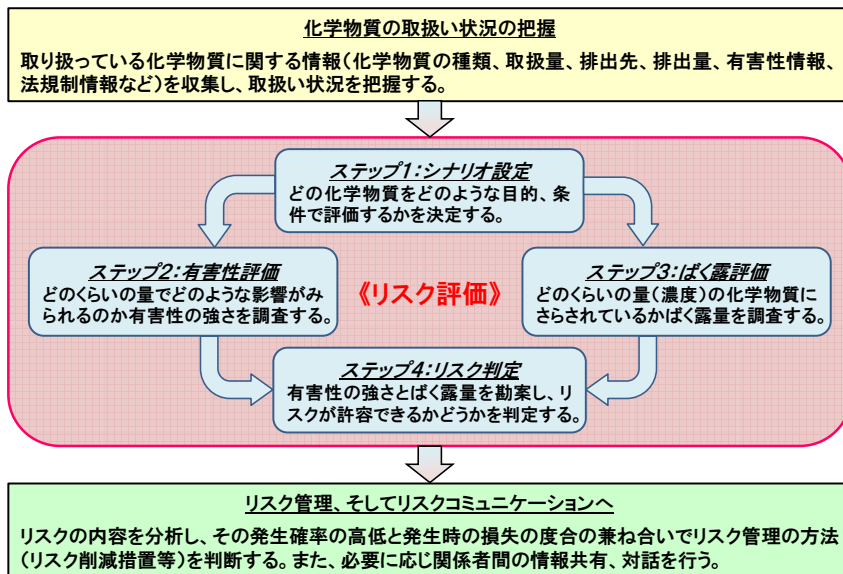 化学物質の取扱い状況の把握
取り扱っている化学物質に関する情報（化学物質の種類、取扱量、排出先、排出量、有害性情報、
法規制情報など）を収集し、取扱い状況を把握する。
ステップ1：シナリオ設定
どの化学物質をどのような目的、条
件で評価するかを決定する。
ステップ2：有害性評価
どのくらいの量でどのような影響がみ
られるのか有害性の強さを調査する。
《リスク評価》
ステップ3：ばく露評価
どのくらいの量（濃度）の化学物質に
さらされているかばく露量を調査する。
ステップ4：リスク判定
有害性の強さとばく露量を勘案し、リ
スクが許容できるかどうかを判定する。
リスク管理、そしてリスクコミュニケーションへ
リスクの内容を分析し、その発生確率の高低と発生時の損失の度合の兼ね合いでリスク管理の方法
（リスク削減措置等）を判断する。また、必要に応じ関係者間の情報共有、対話を行う。